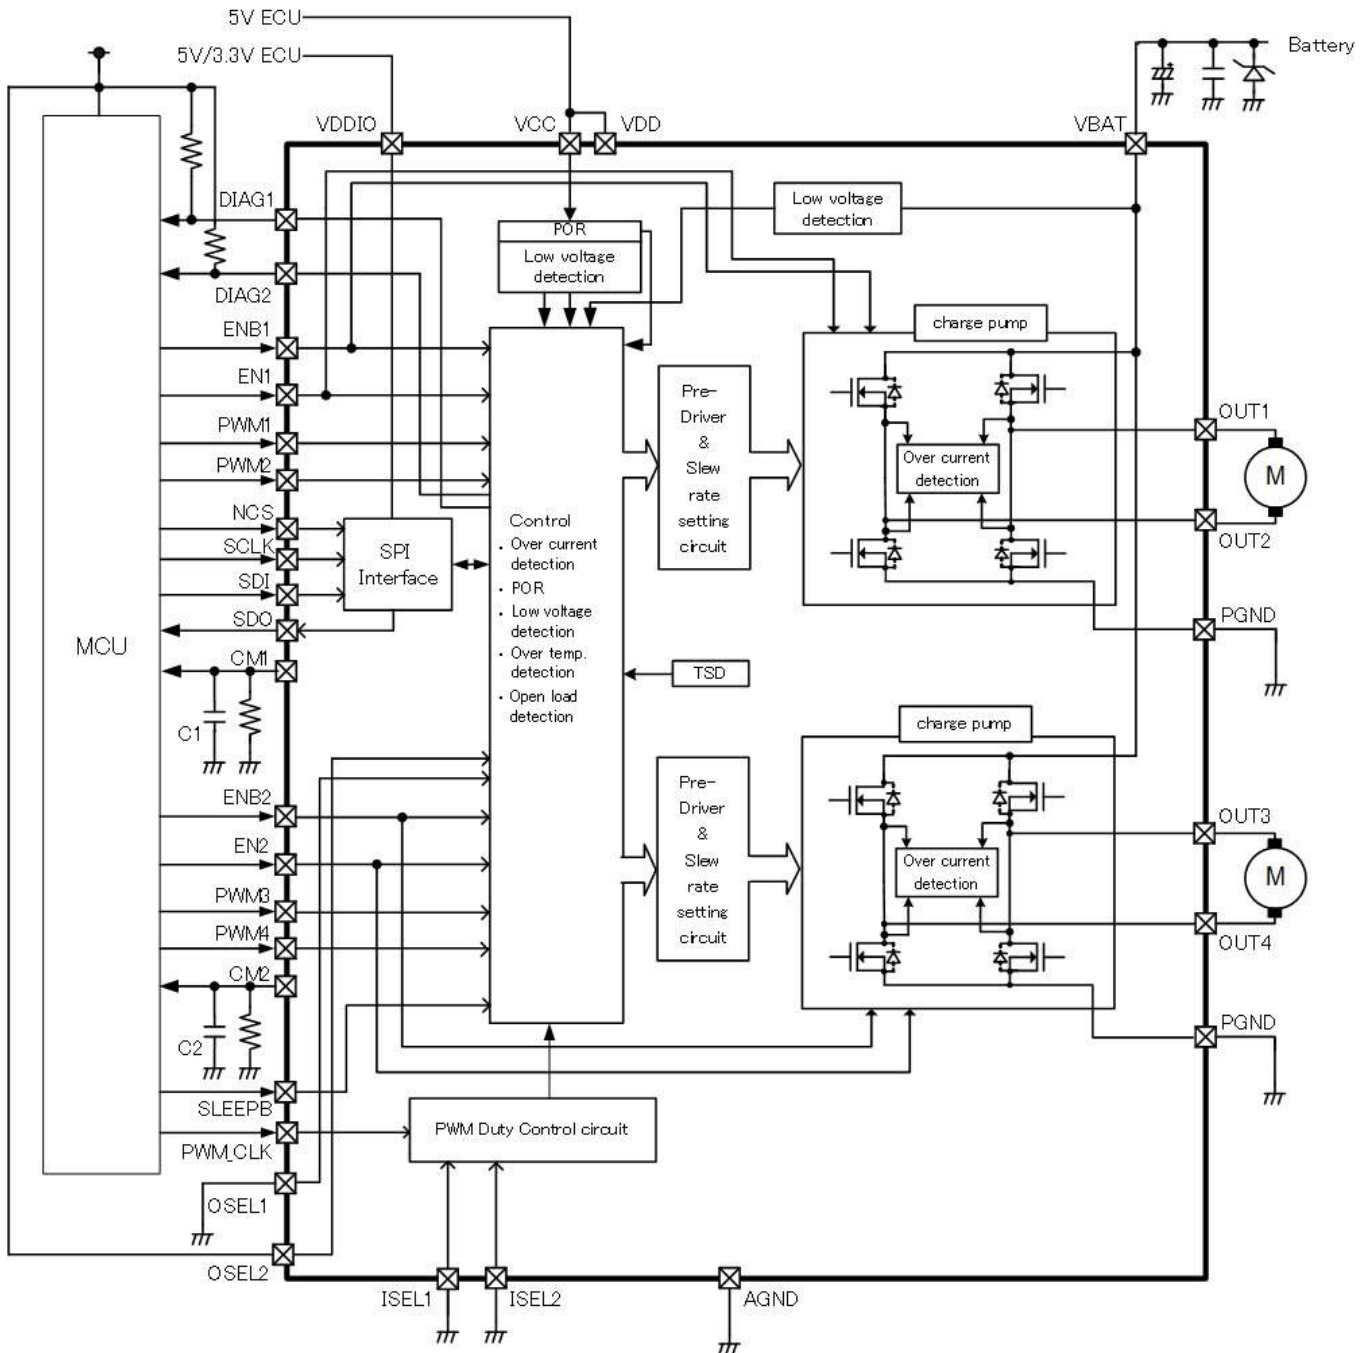 5V ECU
5V/3.3V ECU
Battery
VDDIO
VCC
VDD
VBAT
DIAG1
POR
Low voltage
detection
Low voltage
detection
DIAG2
ENB1
EN1
PWM1
PWM2
NCS
SCLK
SDI
SDO
CM1
SPI
Interface
MCU
C1
Control
· Over current
detection
· POR
· Low voltage
detection
· Over temp.
detection
· Open load
detection
Pre-
Driver
&
Slew
rate
setting
circuit
charge pump
Over current
detection
OUT1
M
OUT2
PGND
TSD
charge pump
Pre-
Driver
&
Slew
rate
setting
circuit
Over current
detection
OUT3
M
OUT4
PGND
ENB2
EN2
PWM3
PWM4
CM2
C2
SLEEPB
PWM_CLK
PWM Duty Control circuit
OSEL1
OSEL2
ISEL1
ISEL2
AGND